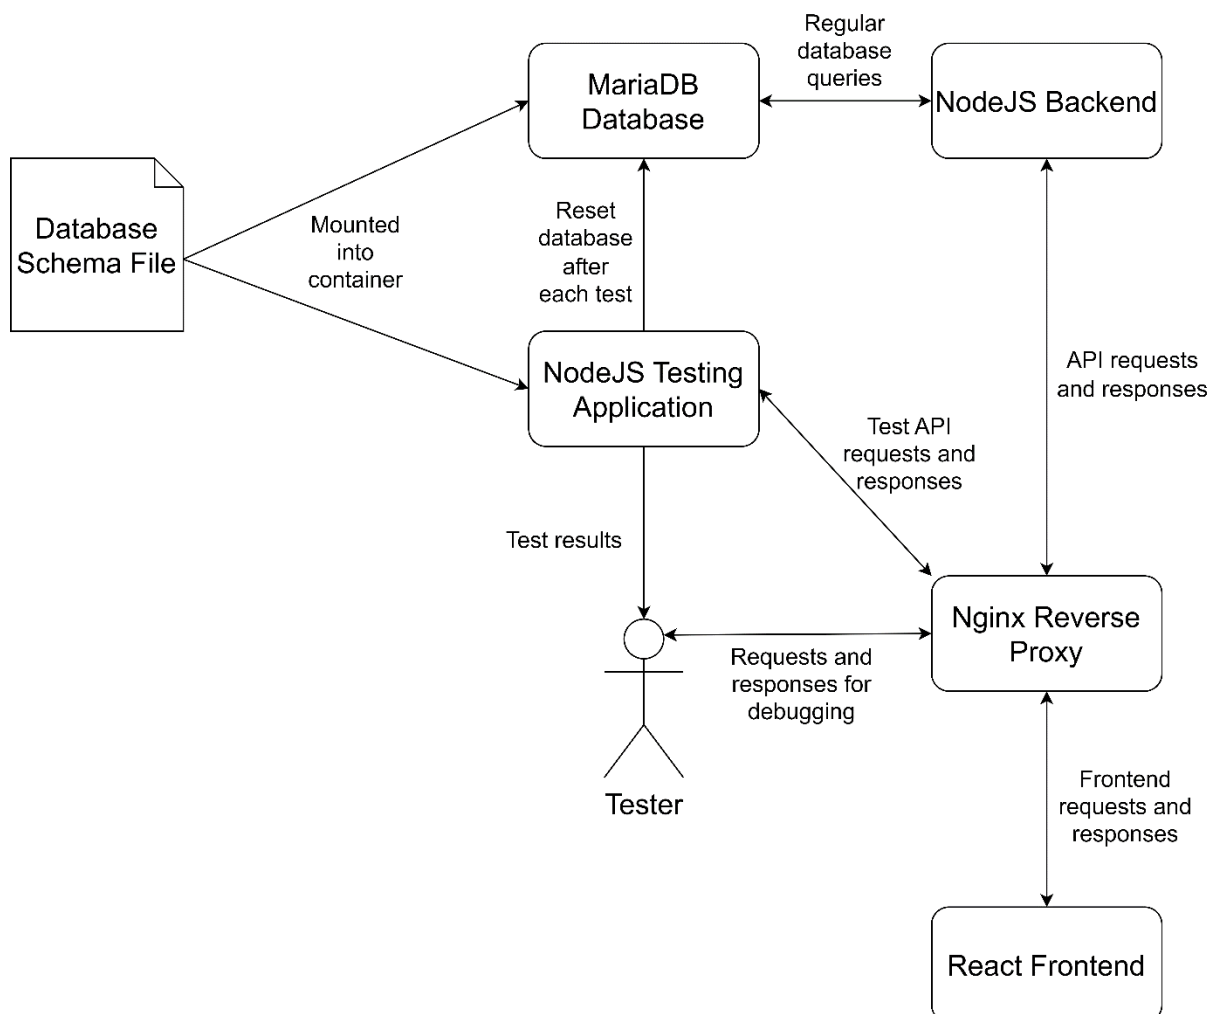 Regular
database
queries
MariaDB
Database
NodeJS Backend
Database
Schema File
Mounted
into
container
Reset
database
after
each test
NodeJS Testing
Application
API requests
and responses
Test API
requests and
responses
Test results
Nginx Reverse
Proxy
Requests and
responses for
debugging
Tester
Frontend
requests and
responses
React Frontend